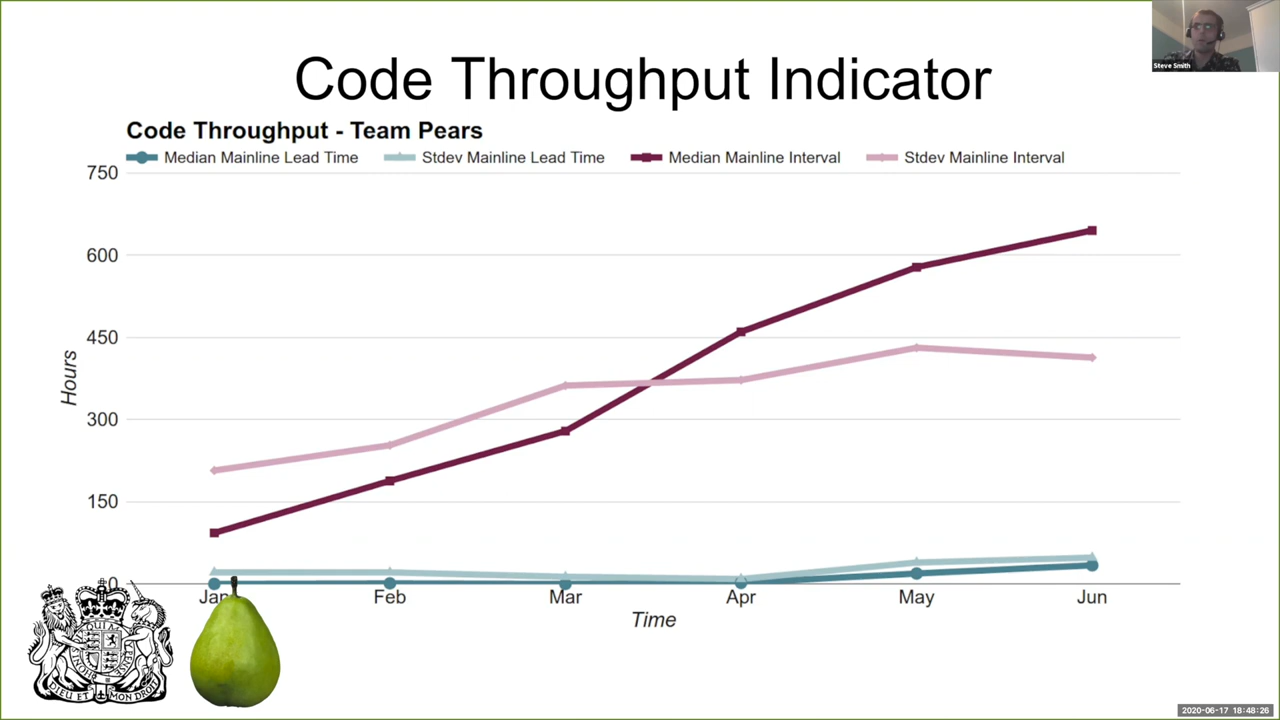 Steve Smith
Code Throughput Indicator
Code Throughput - Team Pears
Median Mainline Lead Time Stdev Mainline Lead Time Median Mainline Interval Stdev Mainline Interval
750
600
450
300
150
0
Hours
Jan Feb Mar Apr May Jun
Time
DIEU ET MON DROIT
2020-06-17 18:48:26